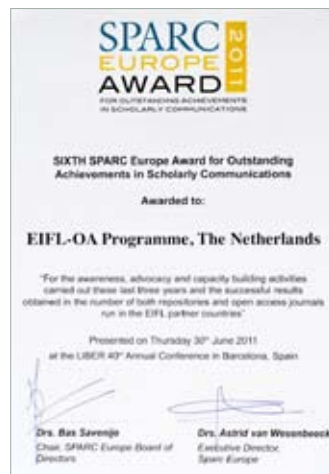 SPARC
EUROPE
AWARD
2011
FOR OUTSTANDING ACHIEVEMENTS
IN SCHOLARLY COMMUNICATIONS
SIXTH SPARC Europe Award for Outstanding
Achievements in Scholarly Communications
Awarded to:
EIFL-OA Programme, The Netherlands
"For the awareness, advocacy and capacity building activities
carried out these last three years and the successful results
obtained in the number of both repositories and open access journals
run in the EIFL partner countries"
Presented on Thursday 30th June 2011
at the LIBER 40th Annual Conference in Barcelona, Spain
Drs. Bas Savenije
Chair, SPARC Europe Board of
Directors
Drs. Astrid van Wesenbeeck
Executive Director,
Sparc Europe